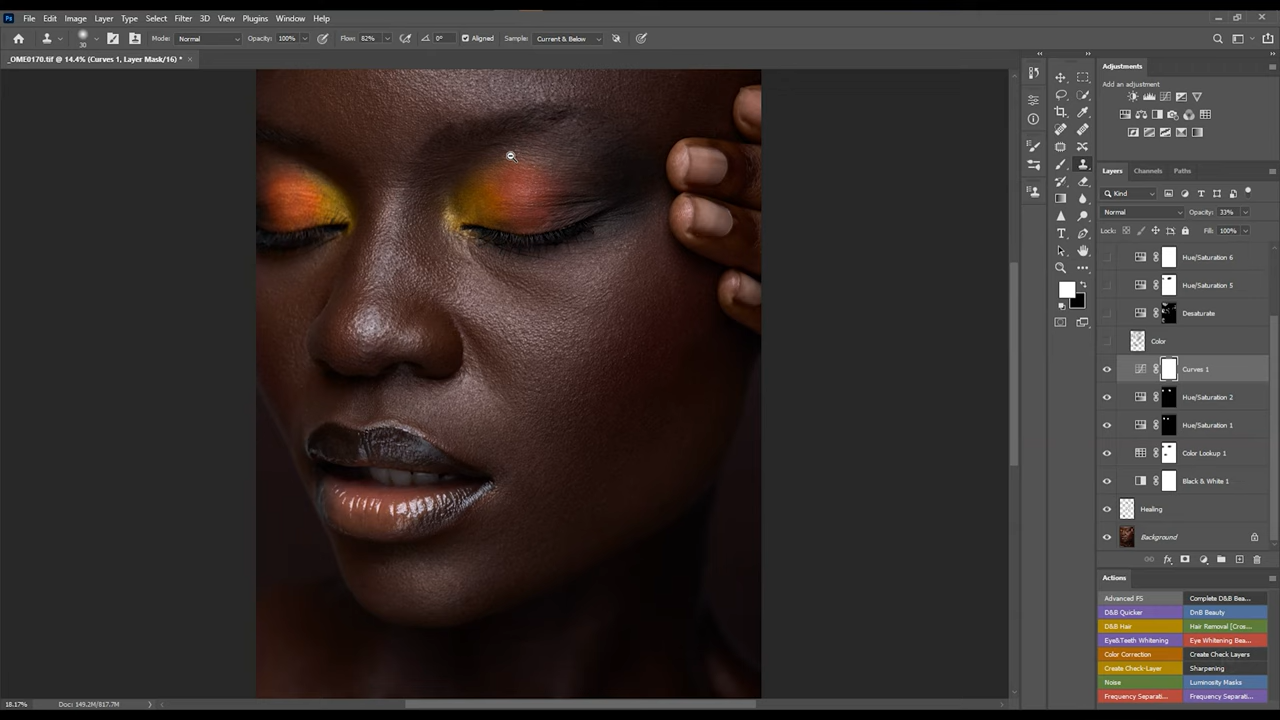 Ps File Edit Image Layer Type Select Filter 3D View Plugins Window Help
30 Mode: Normal Opacity: 100% Flow: 82% 0° Aligned Sample: Current & Below
_OME0170.tif @ 14.4% (Curves 1, Layer Mask/16) * ×
Adjustments
Add an adjustment
Layers Channels Paths
Kind
Normal Opacity: 33%
Lock: Fill: 100%
Hue/Saturation 6
Hue/Saturation 5
Desaturate
Color
Curves 1
Hue/Saturation 2
Hue/Saturation 1
Color Lookup 1
Black & White 1
Healing
Background
Actions
Advanced FS Complete D&B Bea...
D&B Quicker DnB Beauty
D&B Hair Hair Removal [Cros...
Eye&Teeth Whitening Eye Whitening Bea...
Color Correction Create Check Layers
Create Check-Layer Sharpening
Noise Luminosity Masks
Frequency Separati... Frequency Separati...
18.17% Doc: 149.2M/817.7M